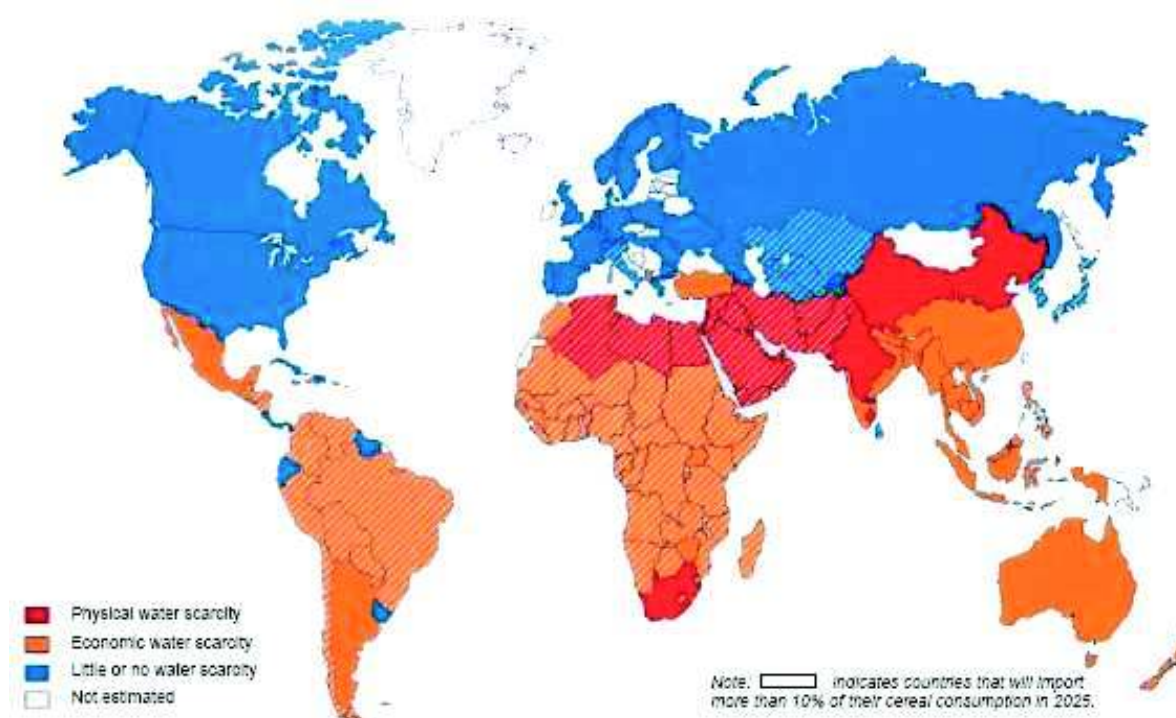 Physical water scarcity
Economic water scarcity
Little or no water scarcity
Not estimated
Note. indicates countries that will import
more than 10% of their cereal consumption in 2025.